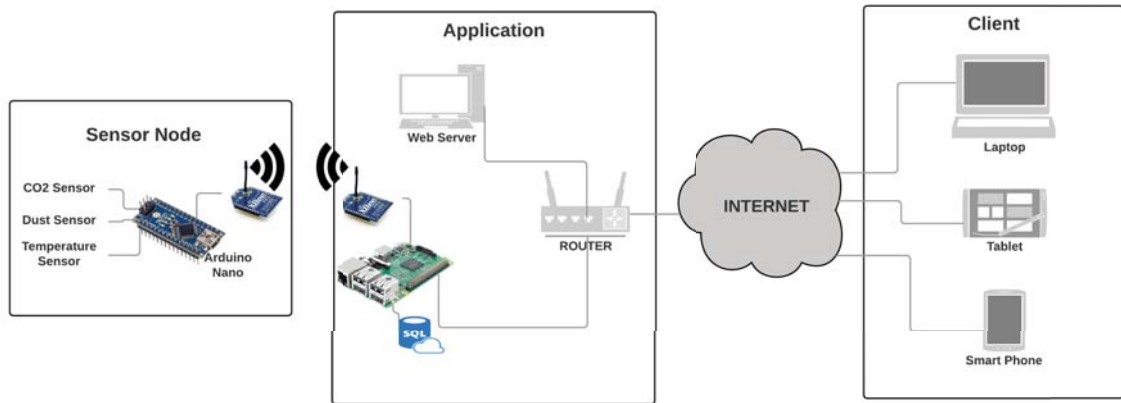 Sensor Node
CO2 Sensor
Dust Sensor
Temperature
Sensor
Arduino
Nano
Application
Web Server
ROUTER
SQL
INTERNET
Client
Laptop
Tablet
Smart Phone